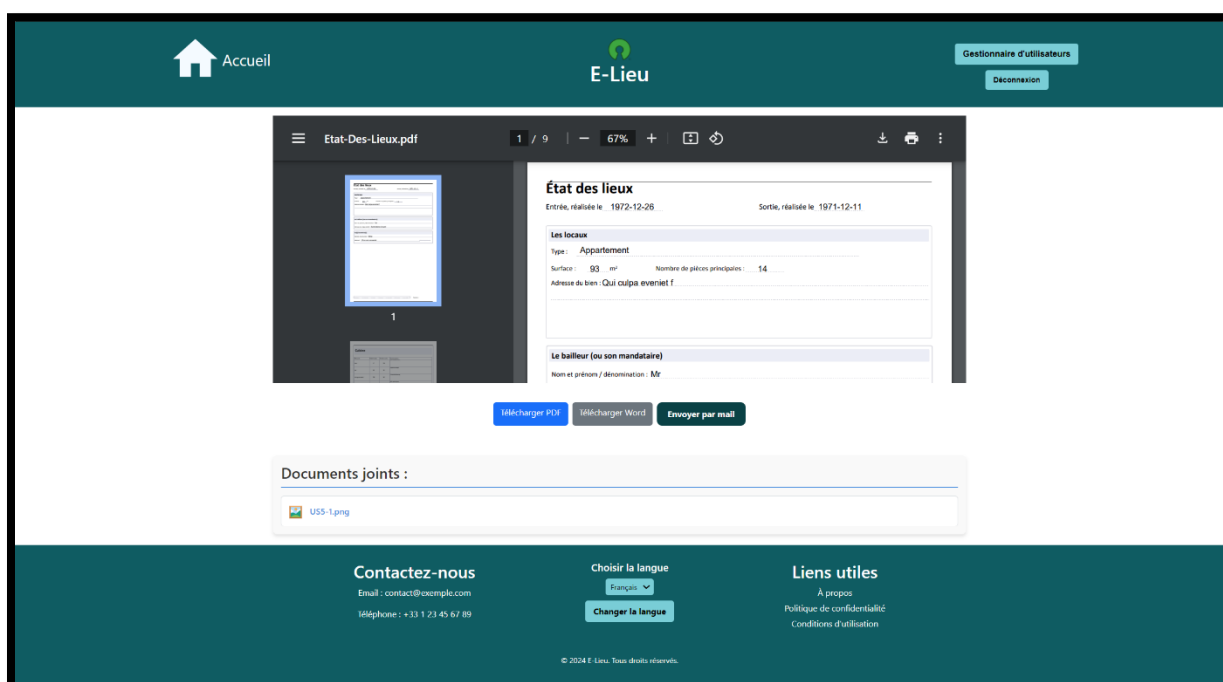 Accueil
E-Lieu
Gestionnaire d'utilisateurs
Déconnexion
Etat-Des-Lieux.pdf
1 / 9
67%
État des lieux
Entrée, réalisée le 1972-12-26
Sortie, réalisée le 1971-12-11
Les locaux
Type : Appartement
Surface : 93 m² Nombre de pièces principales : 14
Adresse du bien : Qui culpa eveniet f
1
Le bailleur (ou son mandataire)
Nom et prénom / dénomination : Mr
Télécharger PDF
Télécharger Word
Envoyer par mail
Documents joints :
US5-1.png
Contactez-nous
Email : contact@exemple.com
Téléphone : +33 1 23 45 67 89
Choisir la langue
Français
Changer la langue
Liens utiles
À propos
Politique de confidentialité
Conditions d'utilisation
© 2024 E-Lieu. Tous droits réservés.